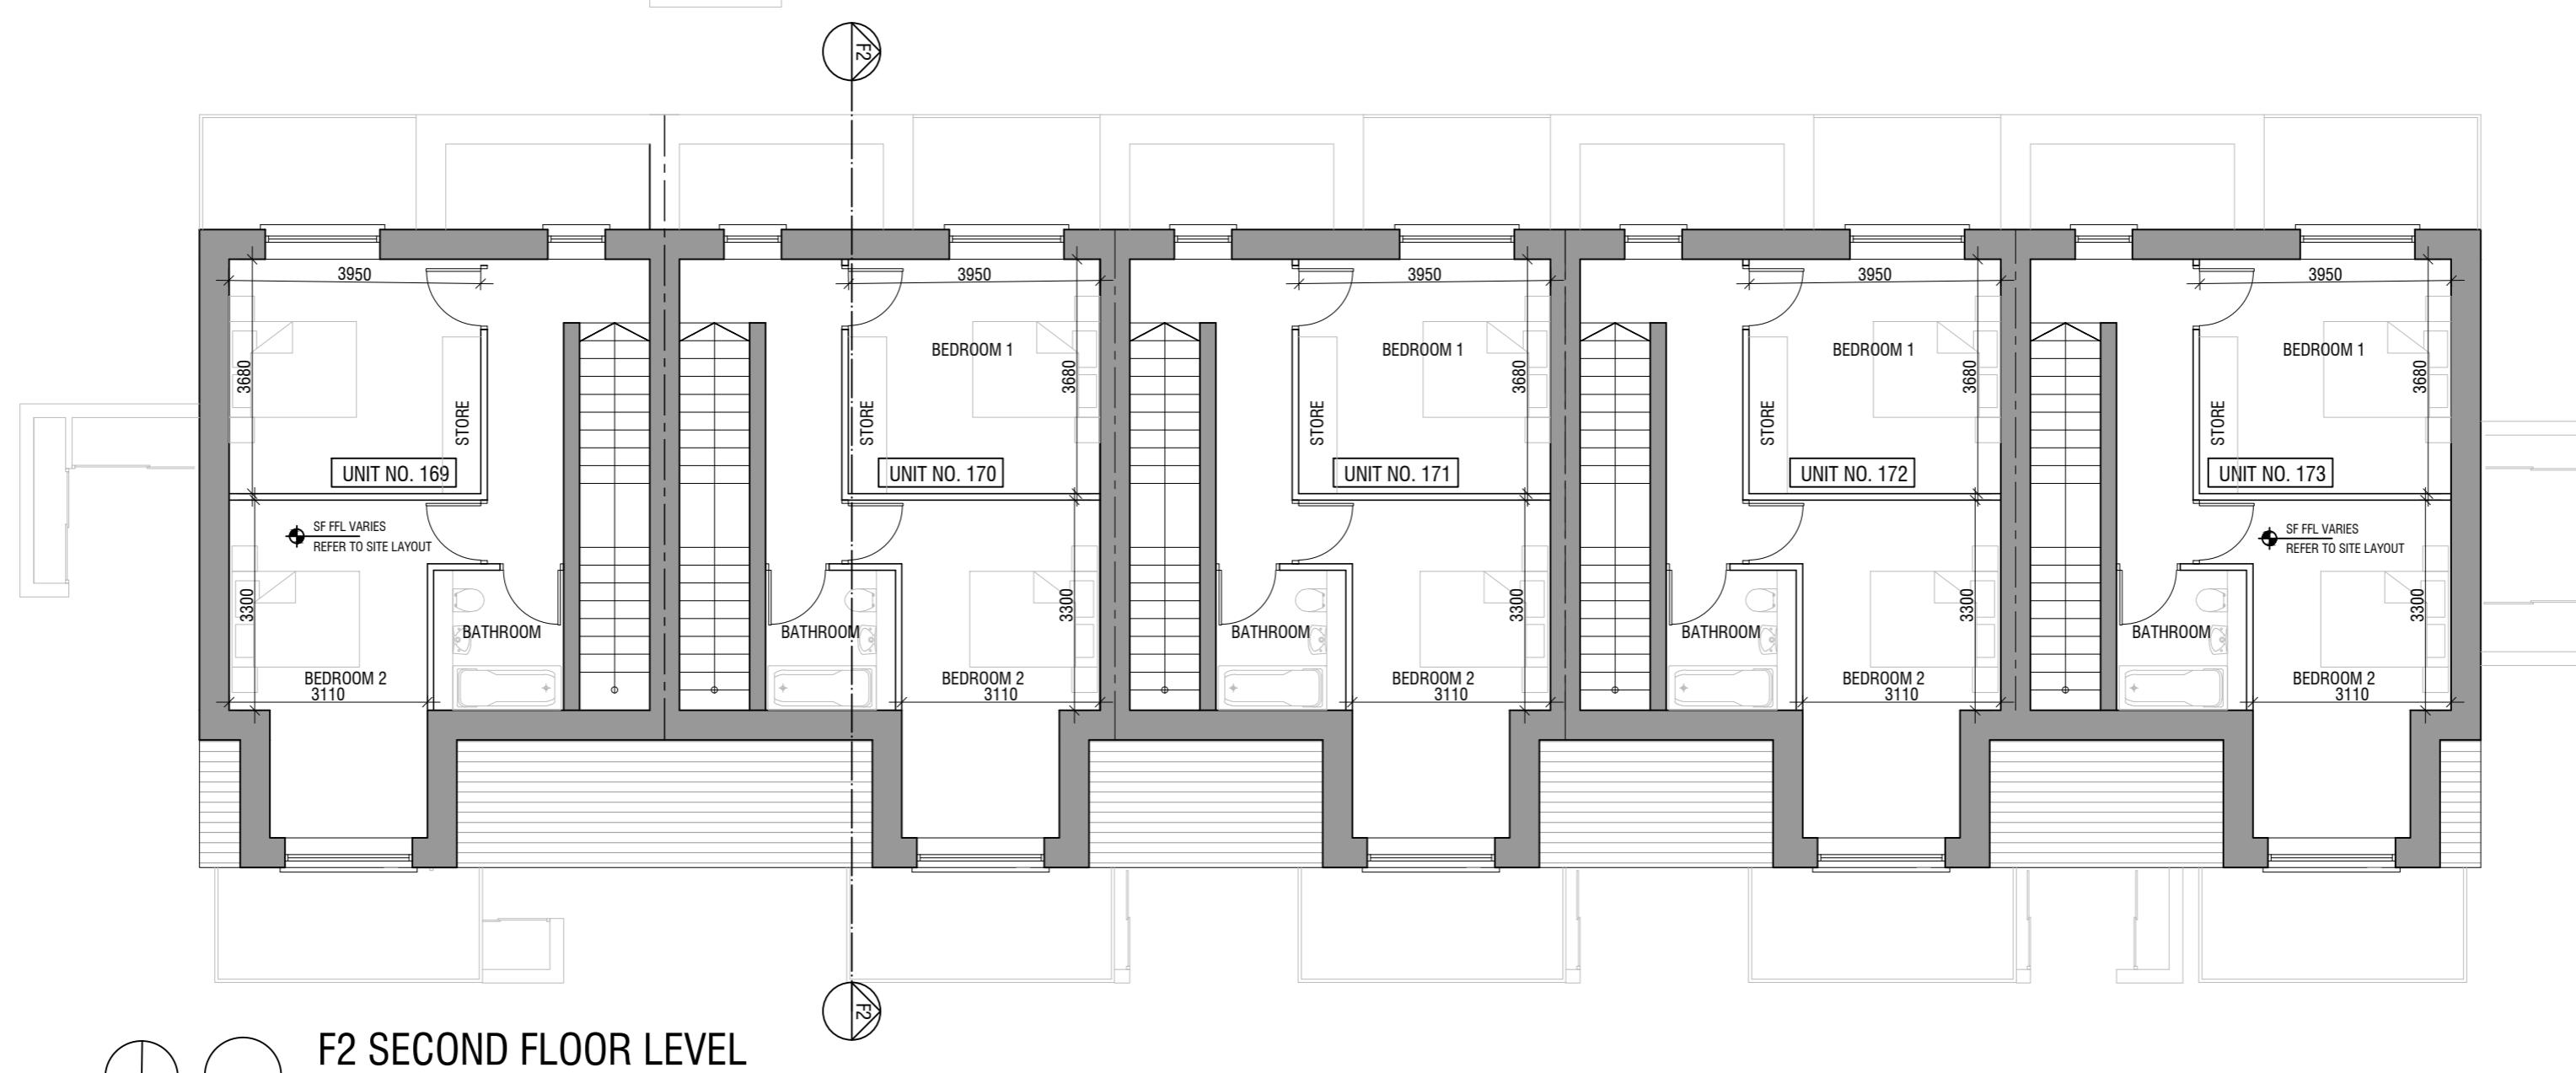 F2
3950
3950
3950
3950
3950
BEDROOM 1
BEDROOM 1
BEDROOM 1
BEDROOM 1
3680
3680
3680
3680
3680
STORE
STORE
STORE
STORE
STORE
UNIT NO. 169
UNIT NO. 170
UNIT NO. 171
UNIT NO. 172
UNIT NO. 173
SF FFL VARIES
REFER TO SITE LAYOUT
SF FFL VARIES
REFER TO SITE LAYOUT
3300
3300
3300
3300
3300
BATHROOM
BATHROOM
BATHROOM
BATHROOM
BATHROOM
BEDROOM 2
BEDROOM 2
BEDROOM 2
BEDROOM 2
BEDROOM 2
3110
3110
3110
3110
3110
F2
F2 SECOND FLOOR LEVEL